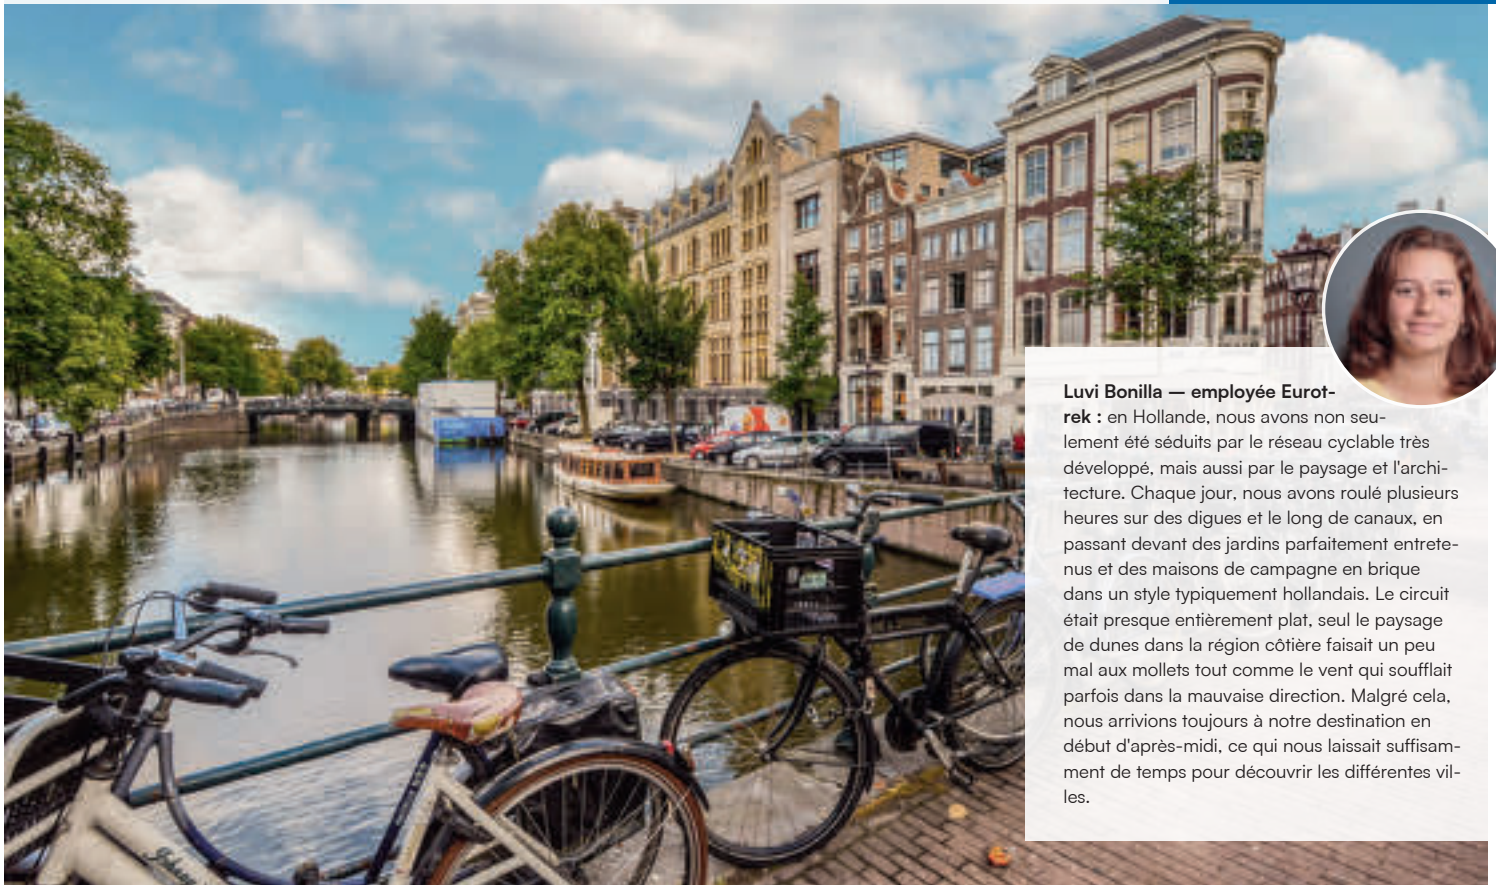 Luvi Bonilla — employée Eurot-
rek : en Hollande, nous avons non seu-
lement été séduits par le réseau cyclable très
développé, mais aussi par le paysage et l'archi-
tecture. Chaque jour, nous avons roulé plusieurs
heures sur des digues et le long de canaux, en
passant devant des jardins parfaitement entrete-
nus et des maisons de campagne en brique
dans un style typiquement hollandais. Le circuit
était presque entièrement plat, seul le paysage
de dunes dans la région côtière faisait un peu
mal aux mollets tout comme le vent qui soufflait
parfois dans la mauvaise direction. Malgré cela,
nous arrivions toujours à notre destination en
début d'après-midi, ce qui nous laissait suffisam-
ment de temps pour découvrir les différentes vil-
les.